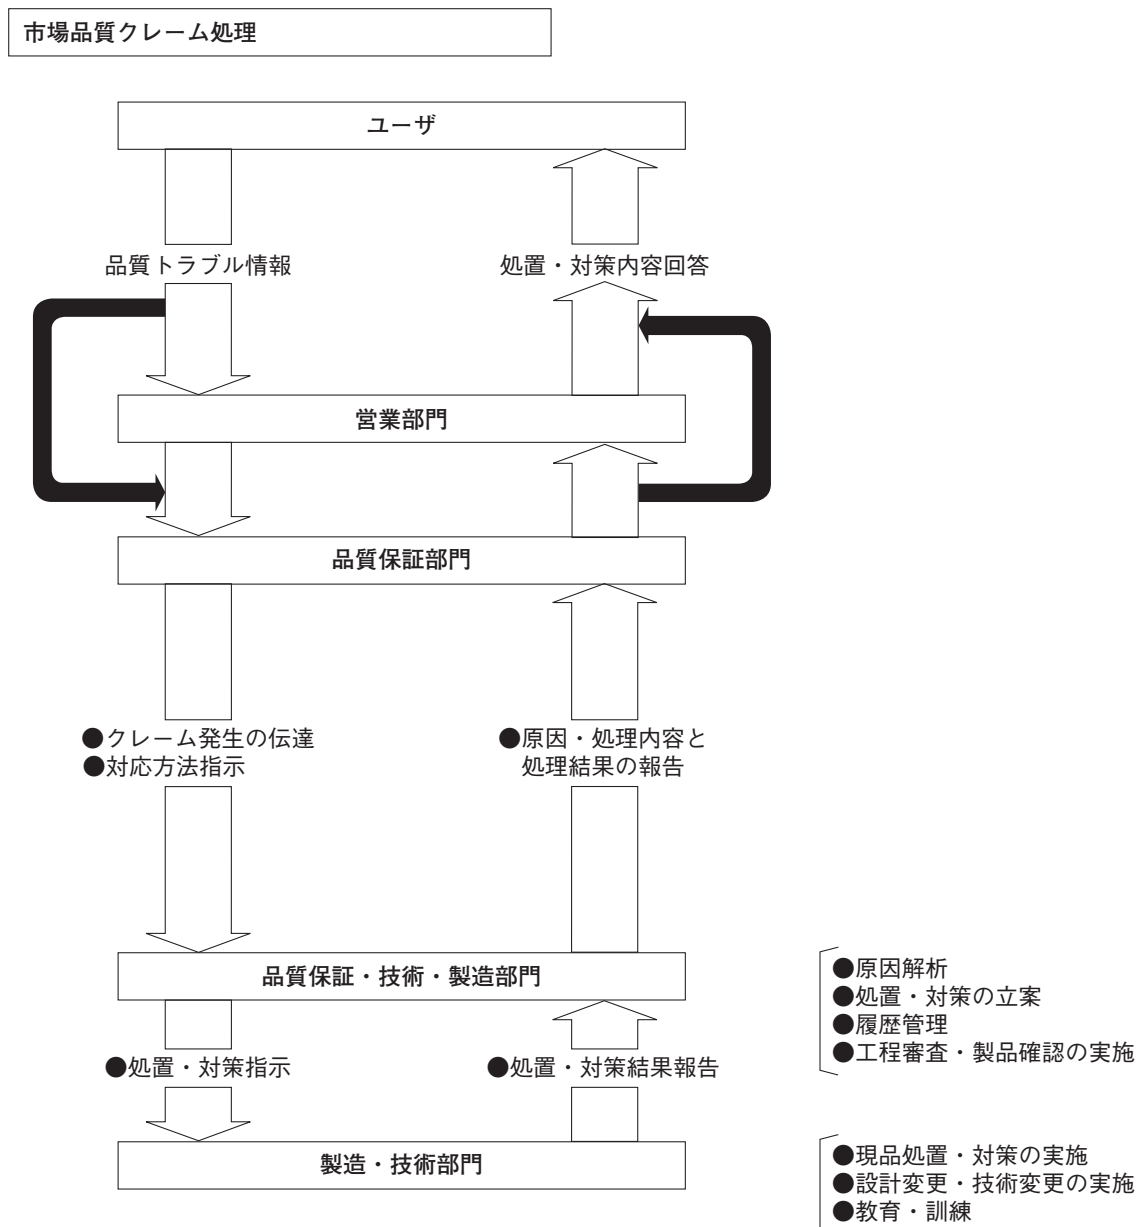 市場品質クレーム処理
ユーザ
品質トラブル情報
処置・対策内容回答
営業部門
品質保証部門
●クレーム発生の伝達
●対応方法指示
●原因・処理内容と
処理結果の報告
品質保証・技術・製造部門
●原因解析
●処置・対策の立案
●履歴管理
●工程審査・製品確認の実施
●処置・対策指示
●処置・対策結果報告
製造・技術部門
●現品処置・対策の実施
●設計変更・技術変更の実施
●教育・訓練